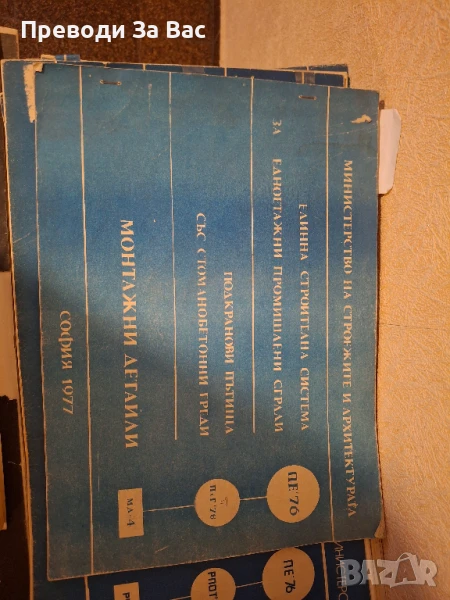 Преводи За Вас
МИНИСТЕРСТВО НА СТРОЕЖИТЕ И АРХИТЕКТУРАТА
ЕДИННА СТРОИТЕЛНА СИСТЕМА
ЗА ЕДНОЕТАЖНИ ПРОМИШЛЕНИ СГРАДИ
ПЕ'76
ПОДКРАНОВИ ПЪТИЩА
СЪС СТОМАНОБЕТОННИ ГРЕДИ
МОНТАЖНИ ДЕТАЙЛИ
МД-4
СОФИЯ 1977
ПЕ'76
BAZAR